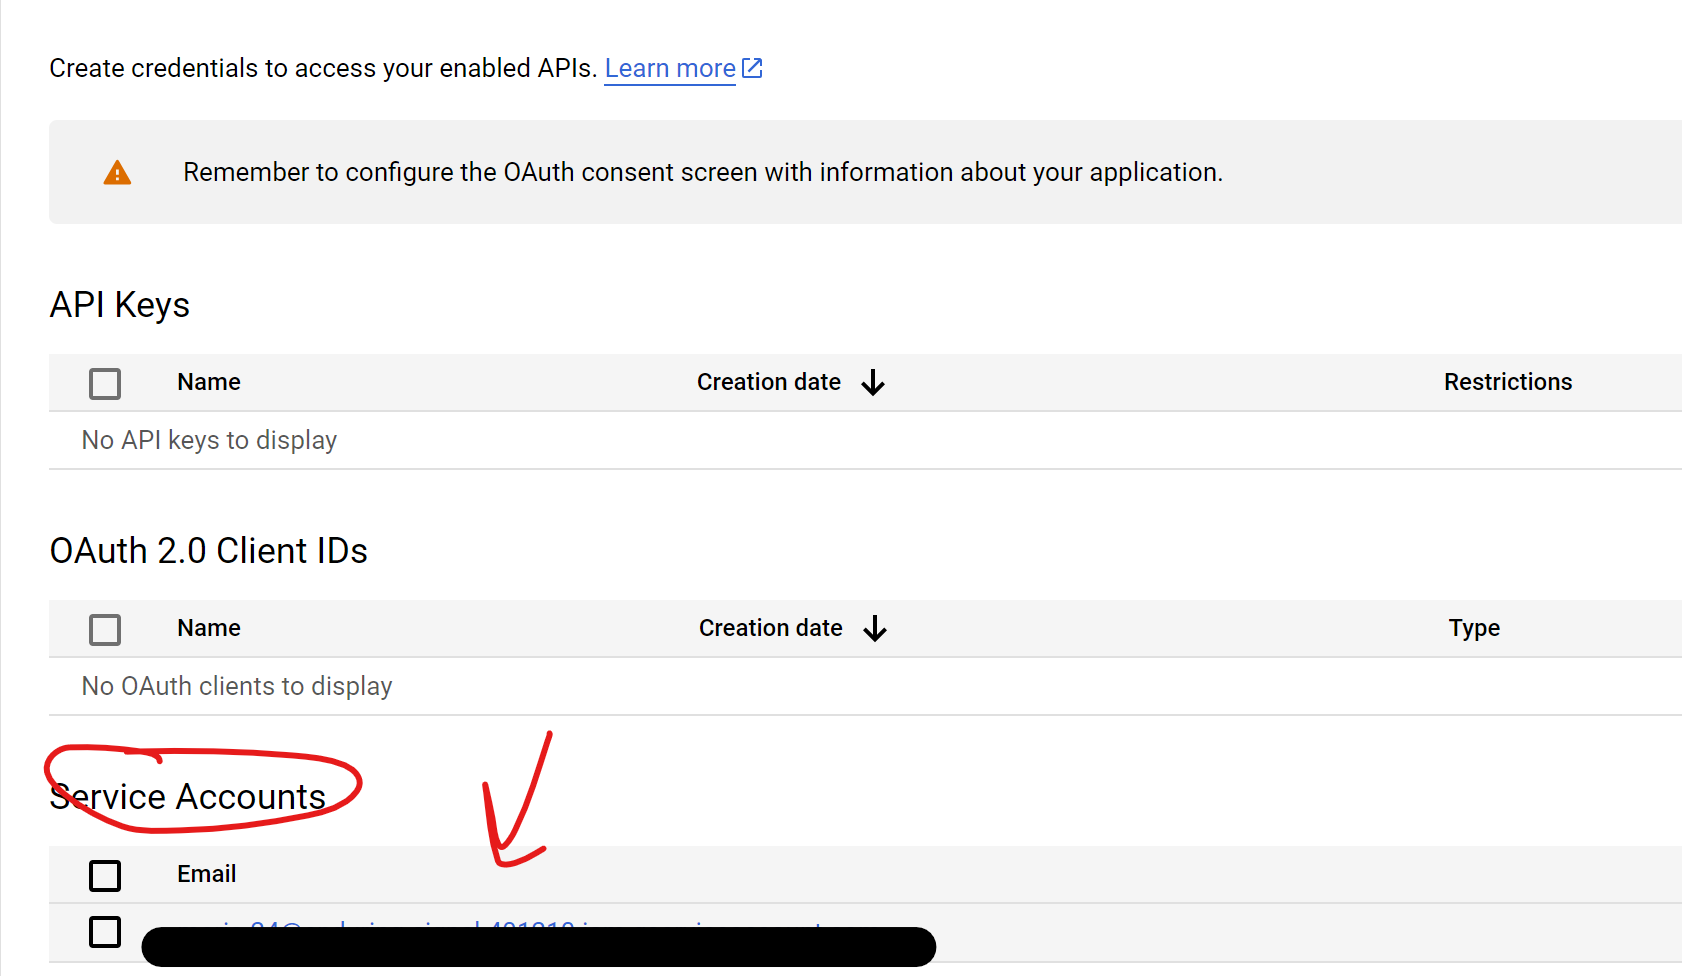 Create credentials to access your enabled APIs. Learn more
Remember to configure the OAuth consent screen with information about your application.
API Keys
Name Creation date Restrictions
No API keys to display
OAuth 2.0 Client IDs
Name Creation date Type
No OAuth clients to display
Service Accounts
Email